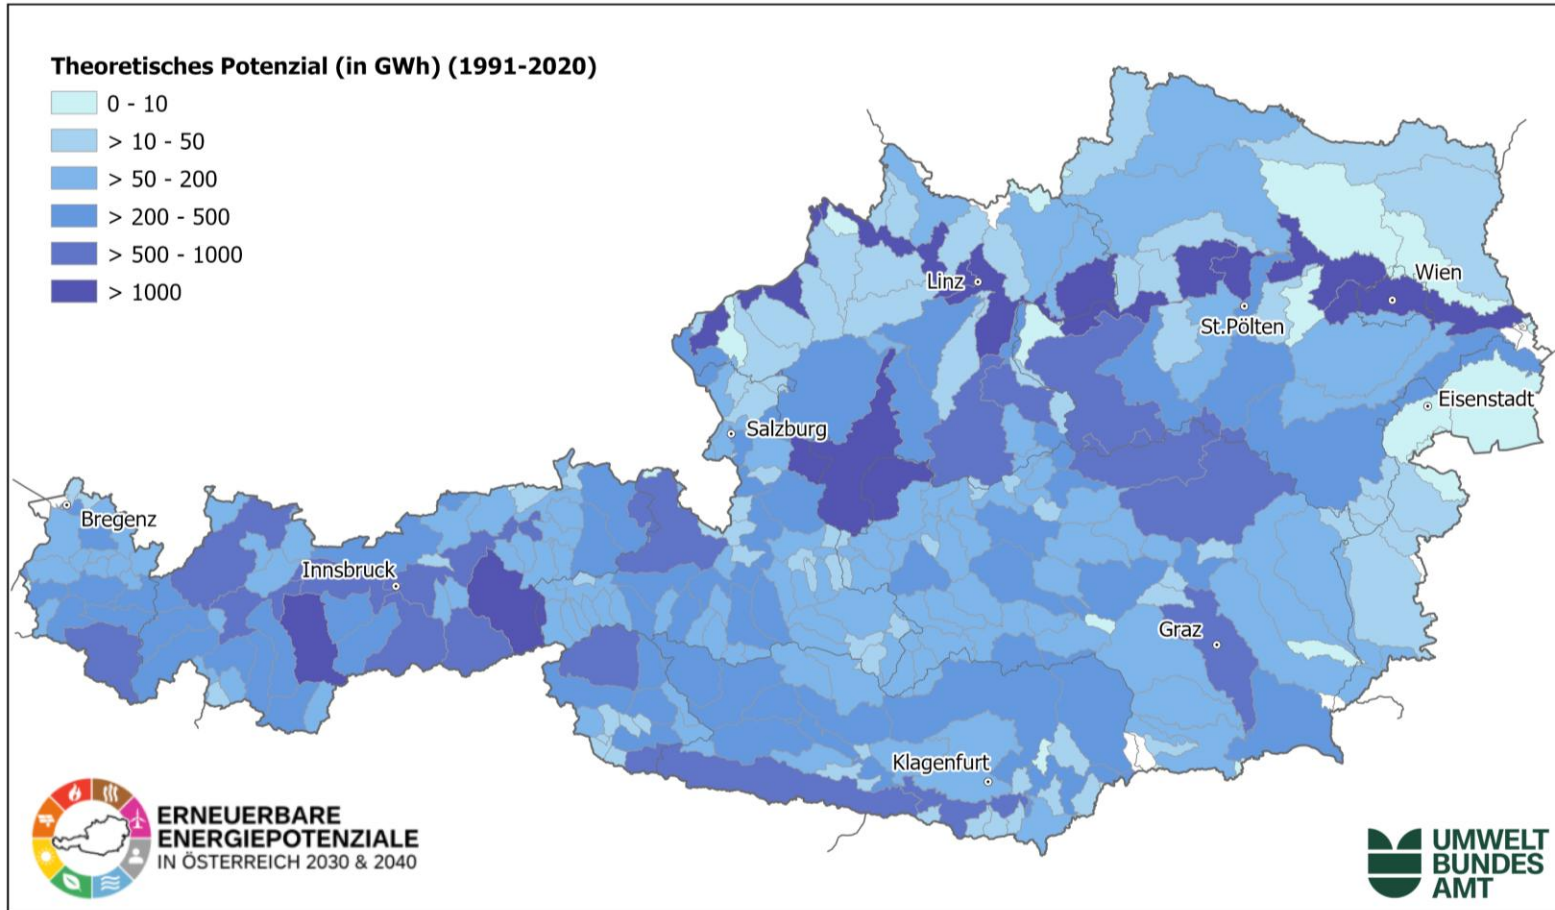 Theoretisches Potenzial (in GWh) (1991-2020)
0 - 10
> 10 - 50
> 50 - 200
> 200 - 500
> 500 - 1000
> 1000
Linz
Wien
St.Pölten
Eisenstadt
Salzburg
Bregenz
Innsbruck
Graz
Klagenfurt
ERNEUERBARE
ENERGIEPOTENZIALE
IN ÖSTERREICH 2030 & 2040
UMWELT
BUNDES
AMT